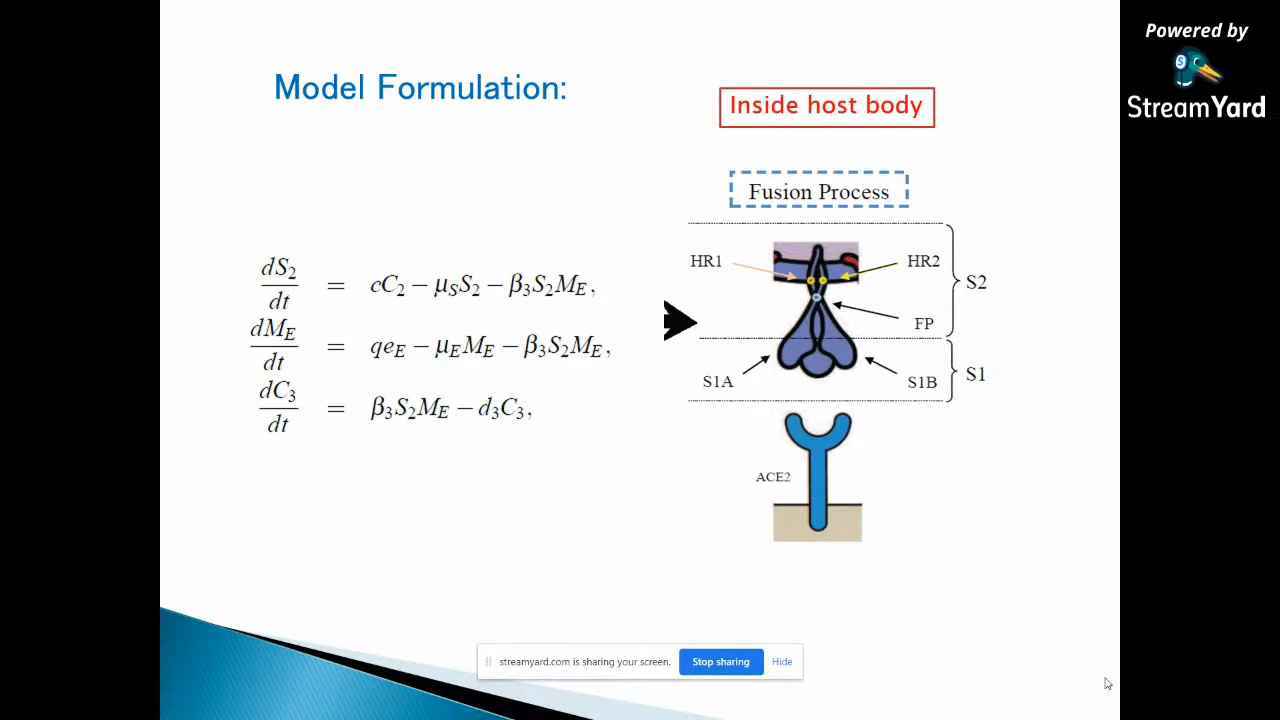 Powered by
StreamYard
Model Formulation:
Inside host body
Fusion Process
dS₂/dt = cC₂ − μ_S S₂ − β₃S₂M_E,
dM_E/dt = qe_E − μ_E M_E − β₃S₂M_E,
dC₃/dt = β₃S₂M_E − d₃C₃,
HR1
HR2
S2
FP
S1A
S1B
S1
ACE2
streamyard.com is sharing your screen. Stop sharing Hide